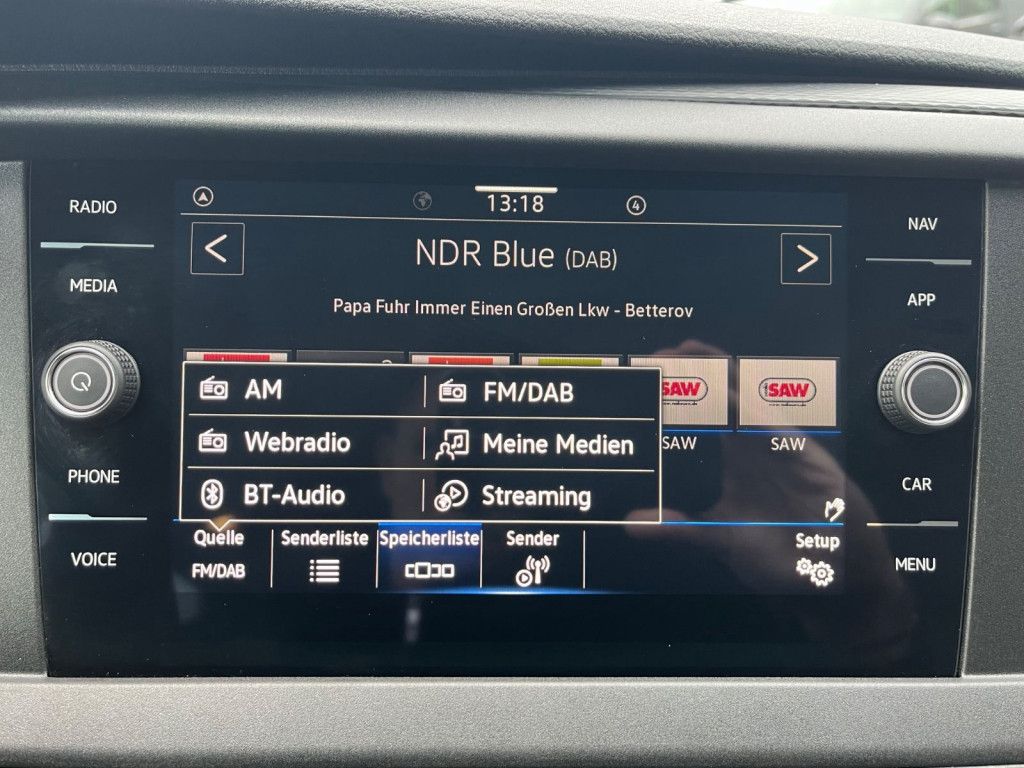 RADIO
MEDIA
PHONE
VOICE
13:18
4
NDR Blue (DAB)
Papa Fuhr Immer Einen Großen Lkw - Betterov
AM
FM/DAB
Webradio
Meine Medien
BT-Audio
Streaming
SAW
SAW
SAW
SAW
Quelle
FM/DAB
Senderliste
Speicherliste
Sender
Setup
NAV
APP
CAR
MENU